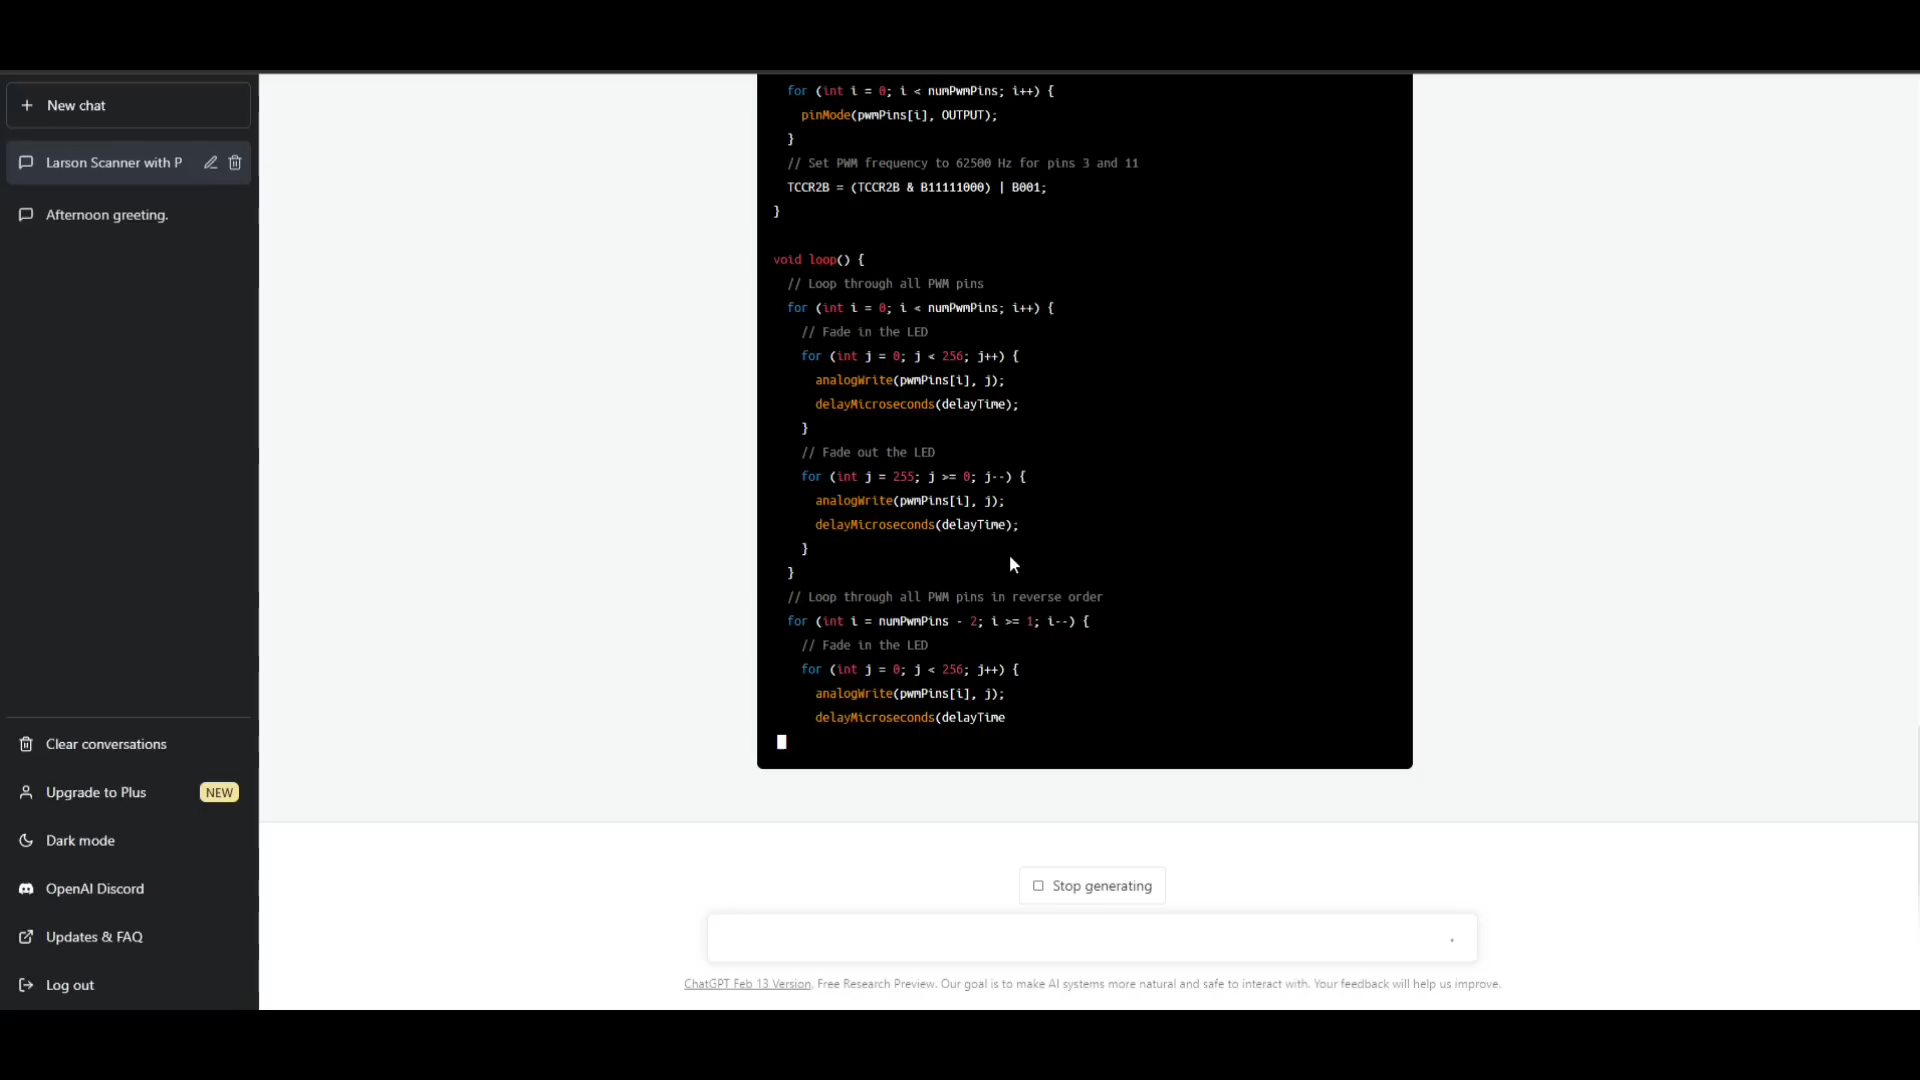 New chat
Larson Scanner with P
Afternoon greeting.
Clear conversations
Upgrade to Plus NEW
Dark mode
OpenAI Discord
Updates & FAQ
Log out
for (int i = 0; i < numPwmPins; i++) {
pinMode(pwmPins[i], OUTPUT);
}
// Set PWM frequency to 62500 Hz for pins 3 and 11
TCCR2B = (TCCR2B & B11111000) | B001;
}
void loop() {
// Loop through all PWM pins
for (int i = 0; i < numPwmPins; i++) {
// Fade in the LED
for (int j = 0; j < 256; j++) {
analogWrite(pwmPins[i], j);
delayMicroseconds(delayTime);
}
// Fade out the LED
for (int j = 255; j >= 0; j--) {
analogWrite(pwmPins[i], j);
delayMicroseconds(delayTime);
}
}
// Loop through all PWM pins in reverse order
for (int i = numPwmPins - 2; i >= 1; i--) {
// Fade in the LED
for (int j = 0; j < 256; j++) {
analogWrite(pwmPins[i], j);
delayMicroseconds(delayTime
Stop generating
ChatGPT Feb 13 Version. Free Research Preview. Our goal is to make AI systems more natural and safe to interact with. Your feedback will help us improve.